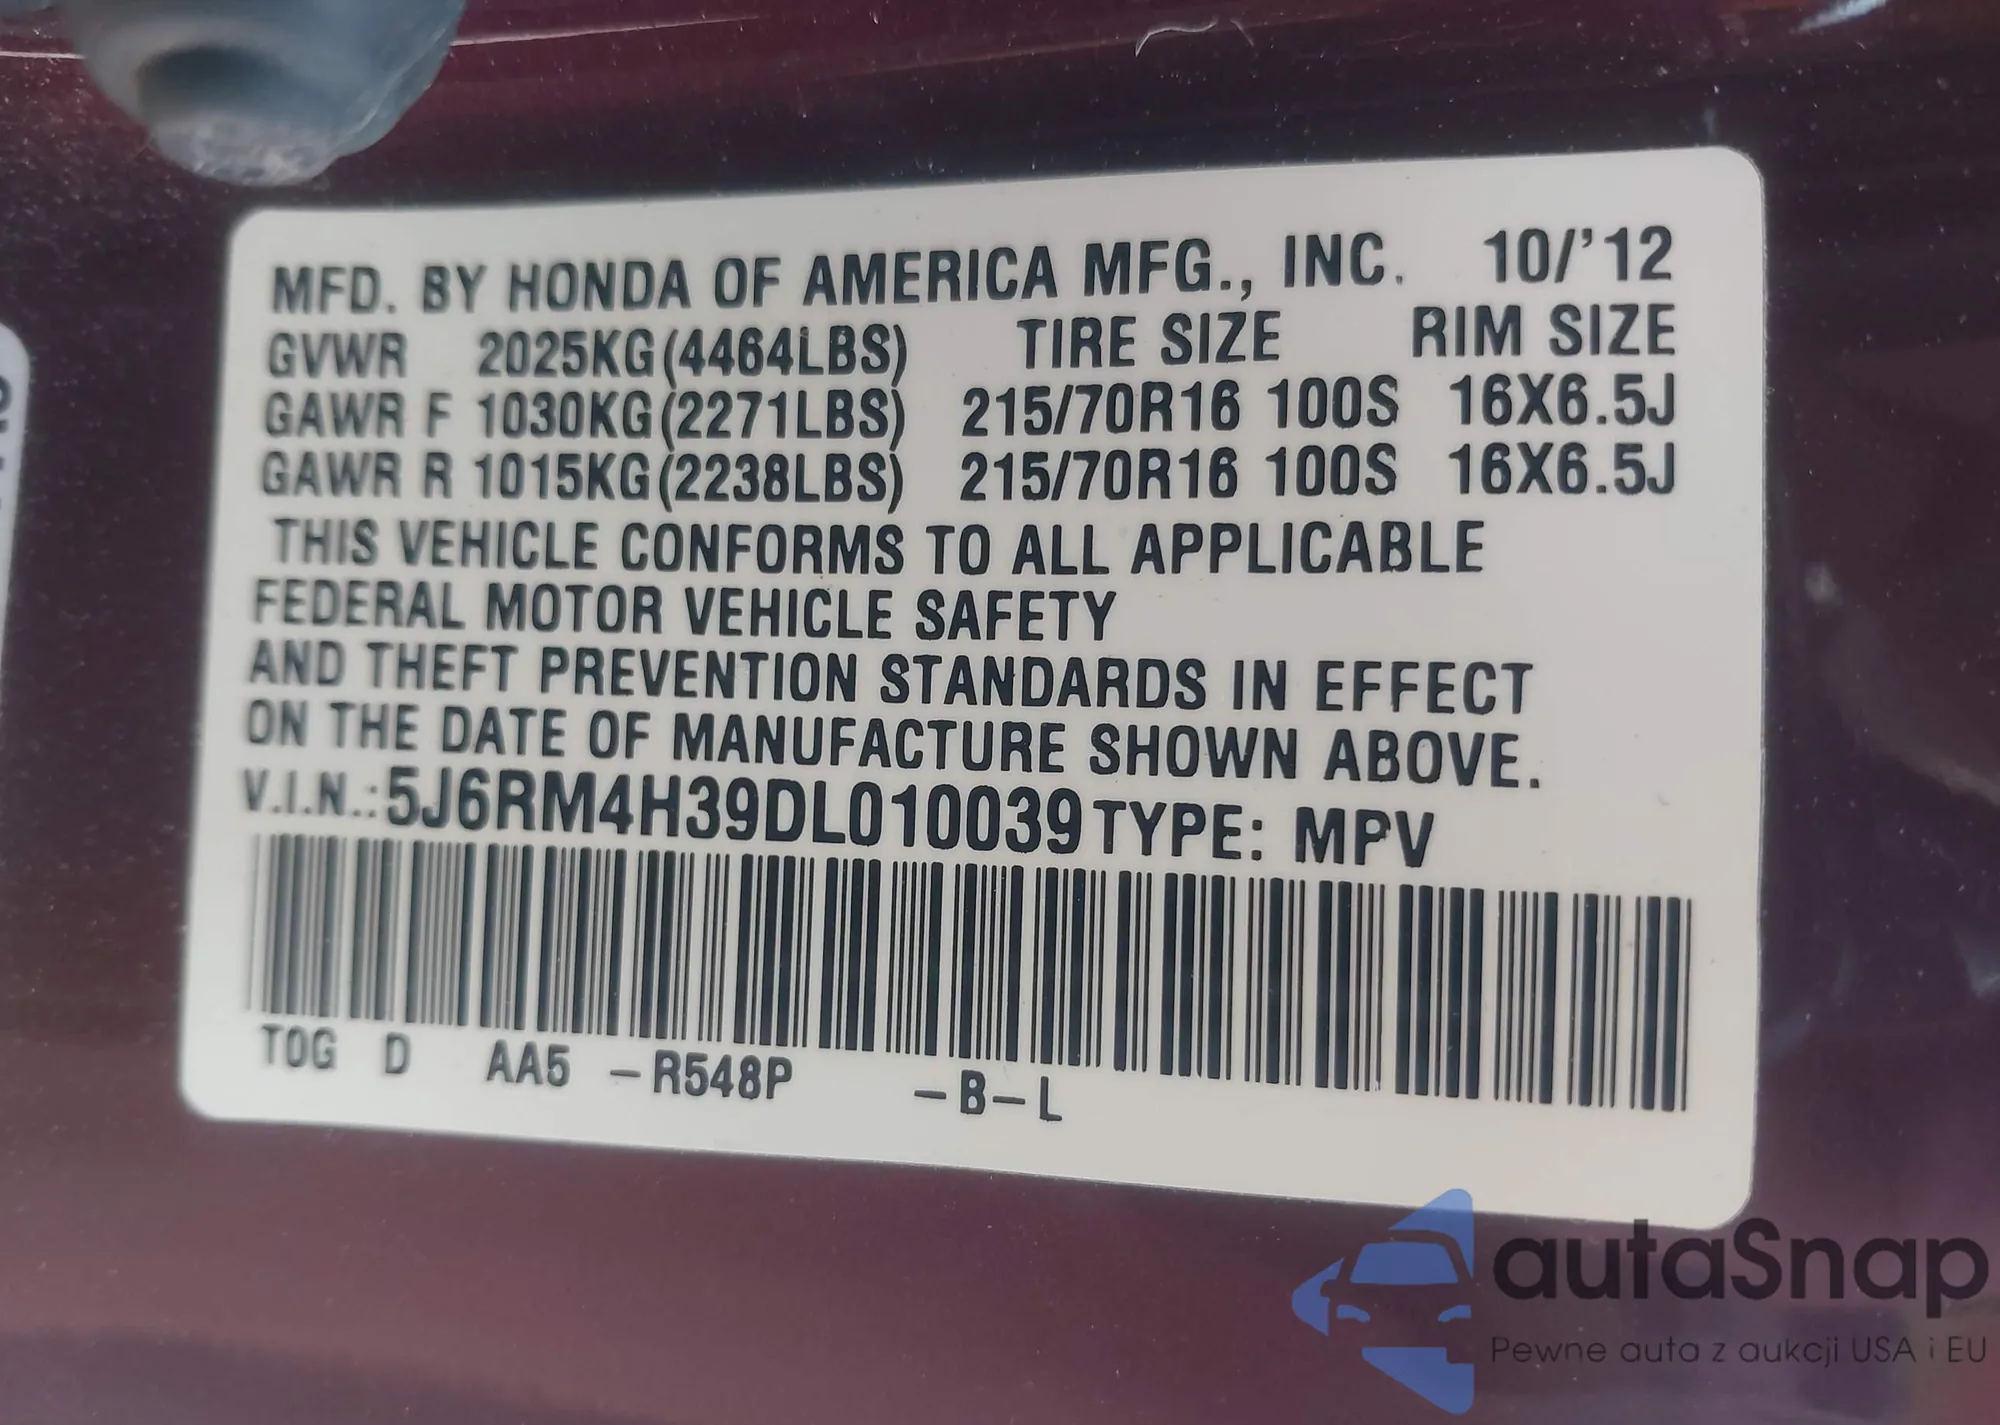 MFD. BY HONDA OF AMERICA MFG., INC. 10/'12
GVWR 2025KG(4464LBS) TIRE SIZE RIM SIZE
GAWR F 1030KG(2271LBS) 215/70R16 100S 16X6.5J
GAWR R 1015KG(2238LBS) 215/70R16 100S 16X6.5J
THIS VEHICLE CONFORMS TO ALL APPLICABLE
FEDERAL MOTOR VEHICLE SAFETY
AND THEFT PREVENTION STANDARDS IN EFFECT
ON THE DATE OF MANUFACTURE SHOWN ABOVE.
V.I.N.:5J6RM4H39DL010039 TYPE: MPV
TOG D AA5 -R548P -B-L
autaSnap
Pewne auta z aukcji USA i EU